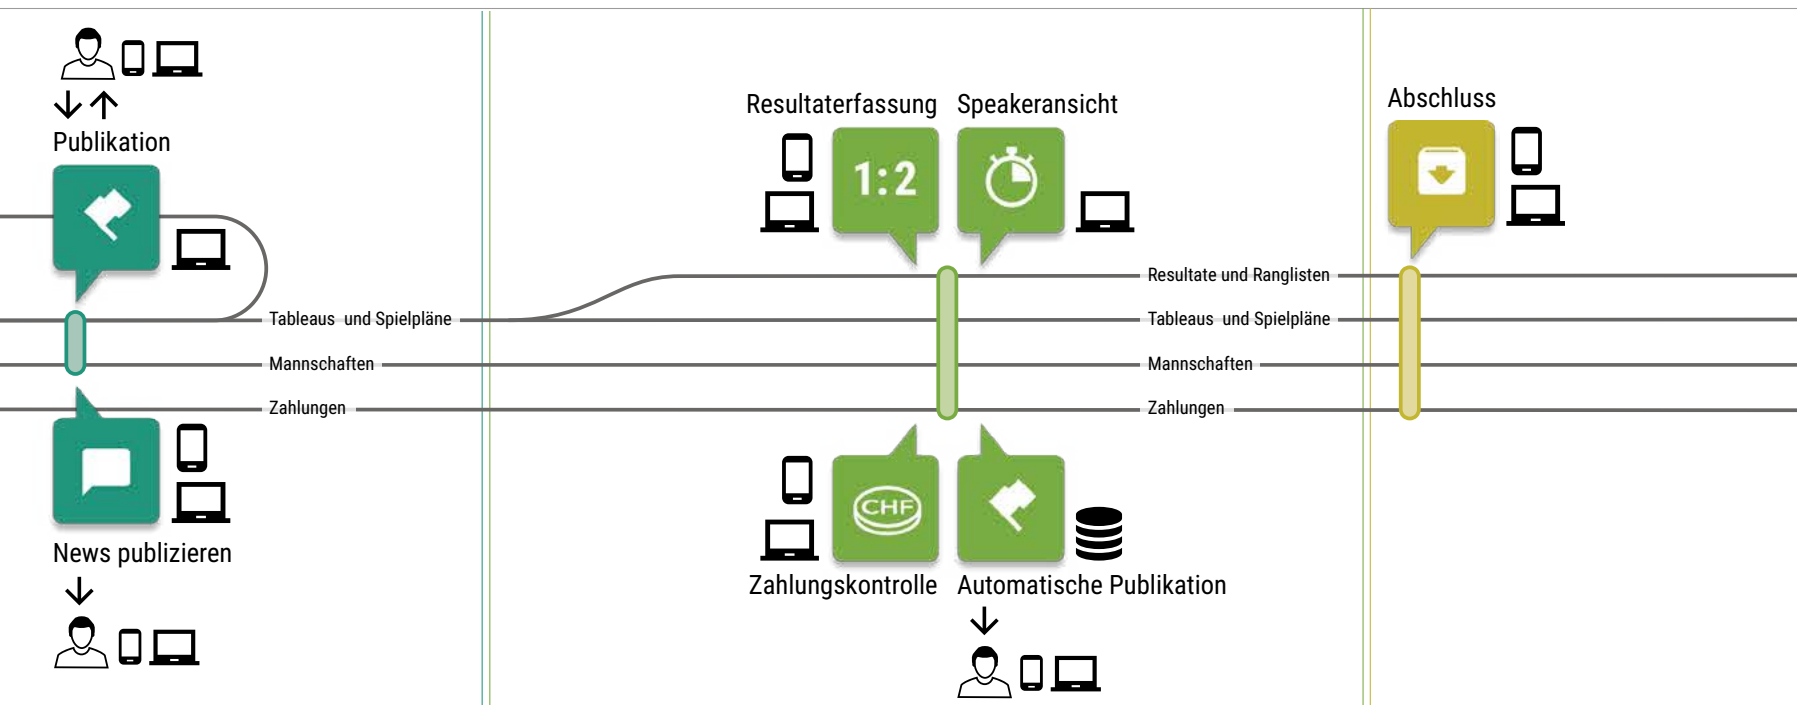 Publikation
Tableaus und Spielpläne
Mannschaften
Zahlungen
News publizieren
Resultaterfassung
Speakeransicht
1:2
Resultate und Ranglisten
Tableaus und Spielpläne
Mannschaften
Zahlungen
CHF
Zahlungskontrolle
Automatische Publikation
Abschluss